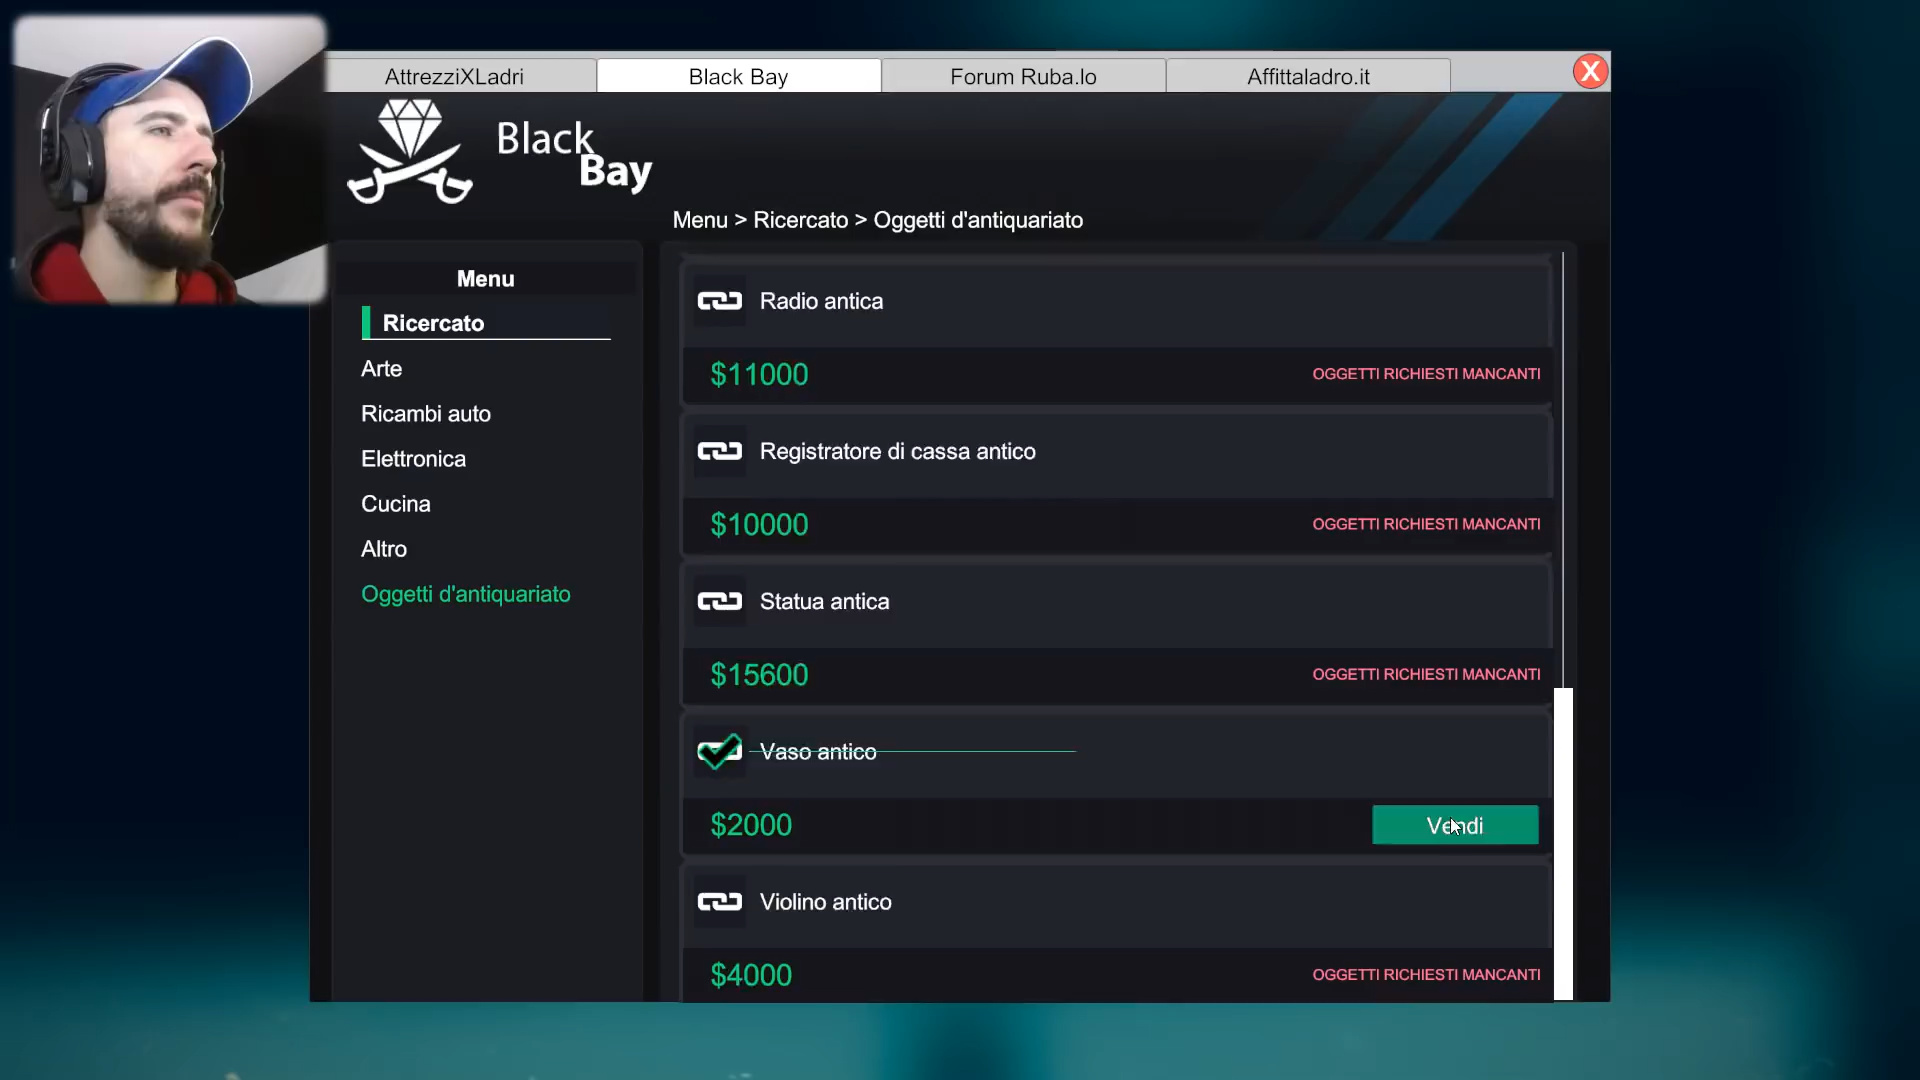 AttrezziXLadri
Black Bay
Forum Ruba.lo
Affittaladro.it
X
Black
Bay
Menu > Ricercato > Oggetti d'antiquariato
Menu
Ricercato
Arte
Ricambi auto
Elettronica
Cucina
Altro
Oggetti d'antiquariato
Radio antica
$11000 OGGETTI RICHIESTI MANCANTI
Registratore di cassa antico
$10000 OGGETTI RICHIESTI MANCANTI
Statua antica
$15600 OGGETTI RICHIESTI MANCANTI
Vaso antico
$2000 Vendi
Violino antico
$4000 OGGETTI RICHIESTI MANCANTI